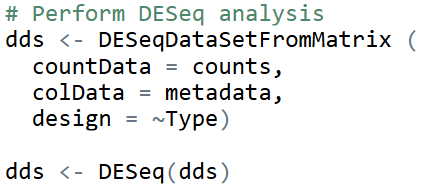 # Perform DESeq analysis
dds <- DESeqDataSetFromMatrix (
  countData = counts,
  colData = metadata,
  design = ~Type)

dds <- DESeq(dds)